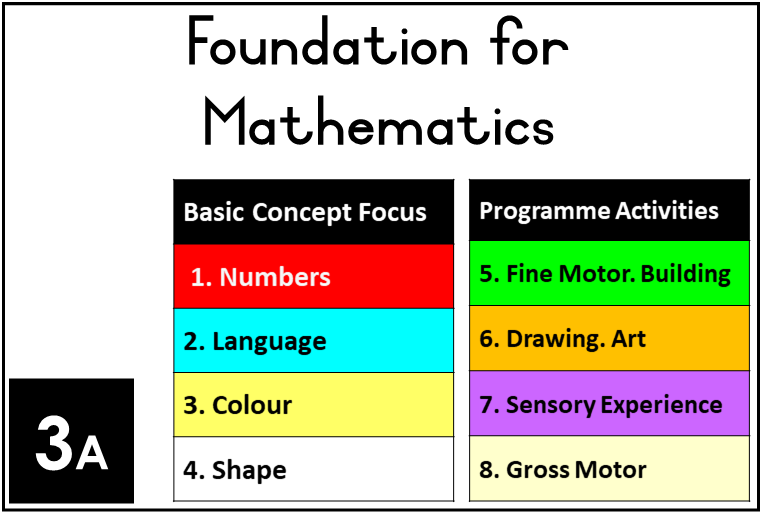 Foundation for
Mathematics
Basic Concept Focus
1. Numbers
2. Language
3. Colour
4. Shape
Programme Activities
5. Fine Motor. Building
6. Drawing. Art
7. Sensory Experience
8. Gross Motor
3A